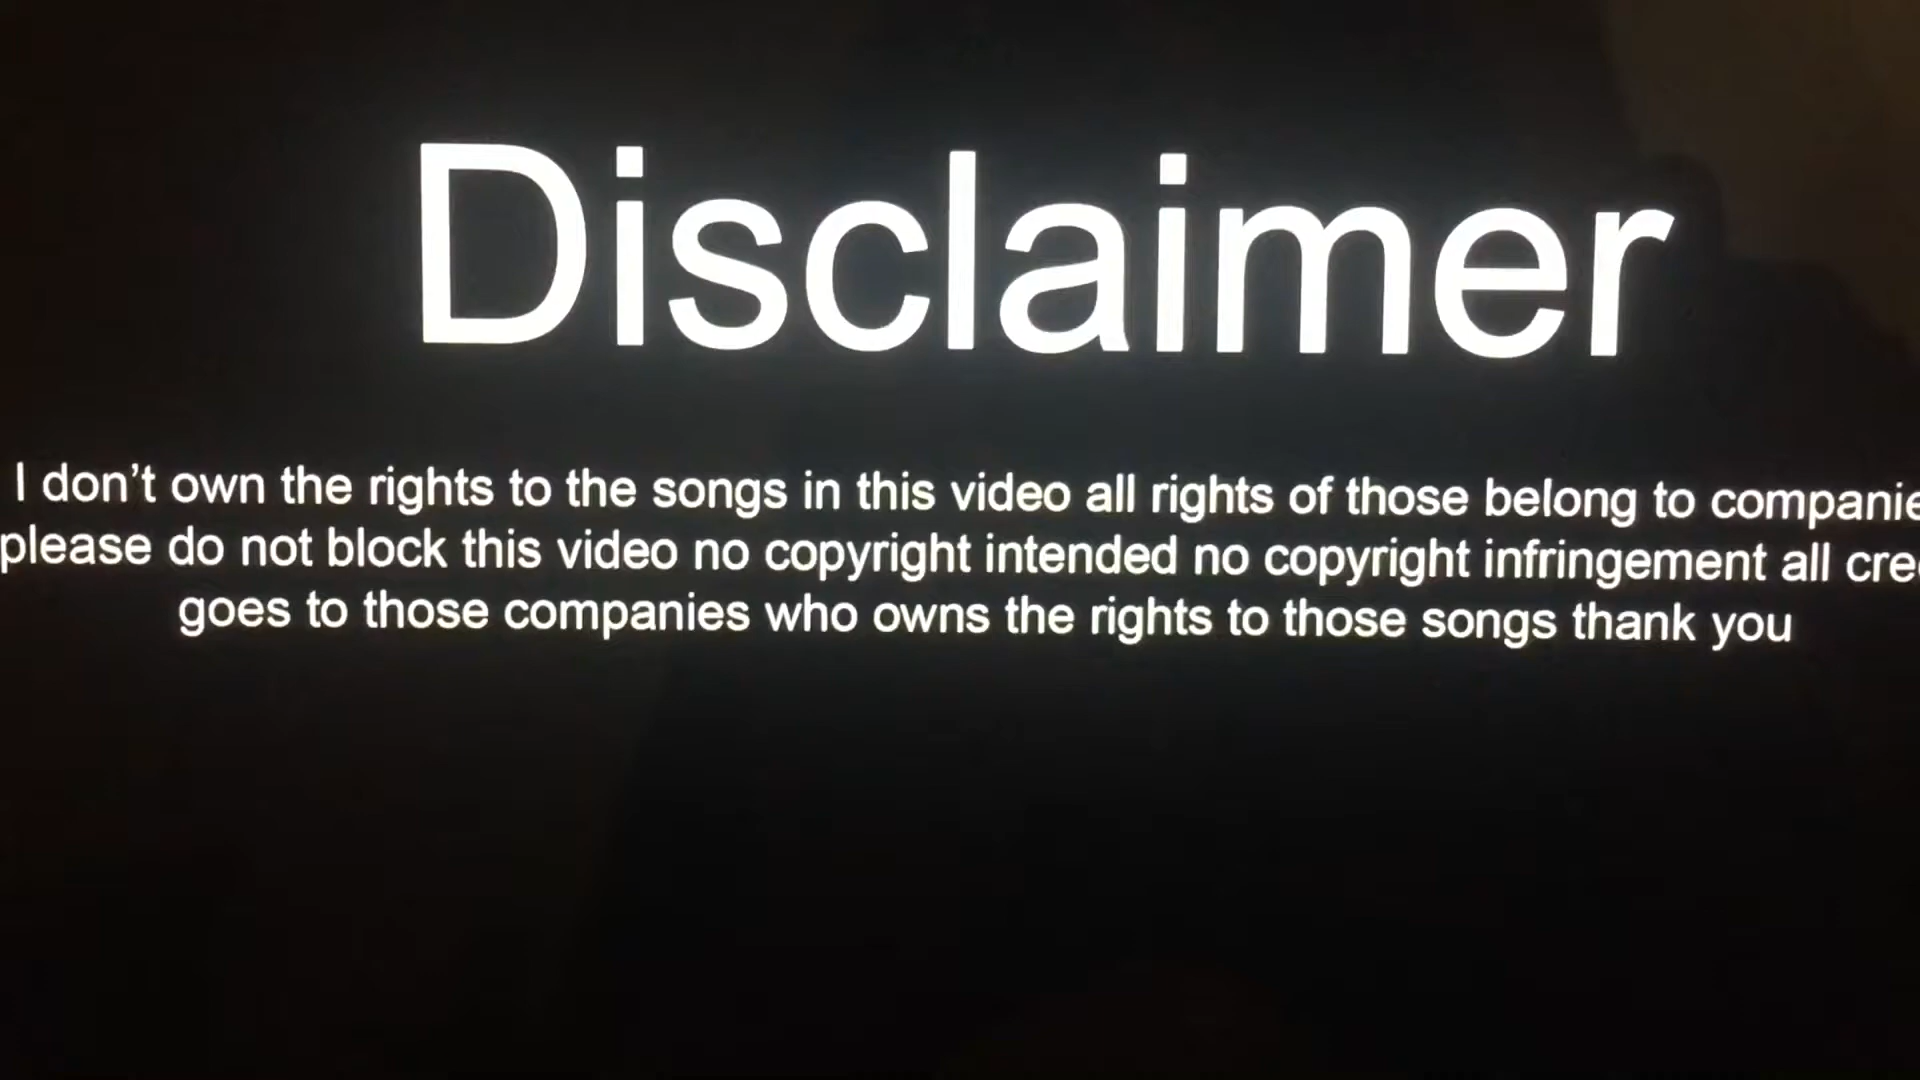 Disclaimer
I don't own the rights to the songs in this video all rights of those belong to companie
please do not block this video no copyright intended no copyright infringement all cre
goes to those companies who owns the rights to those songs thank you